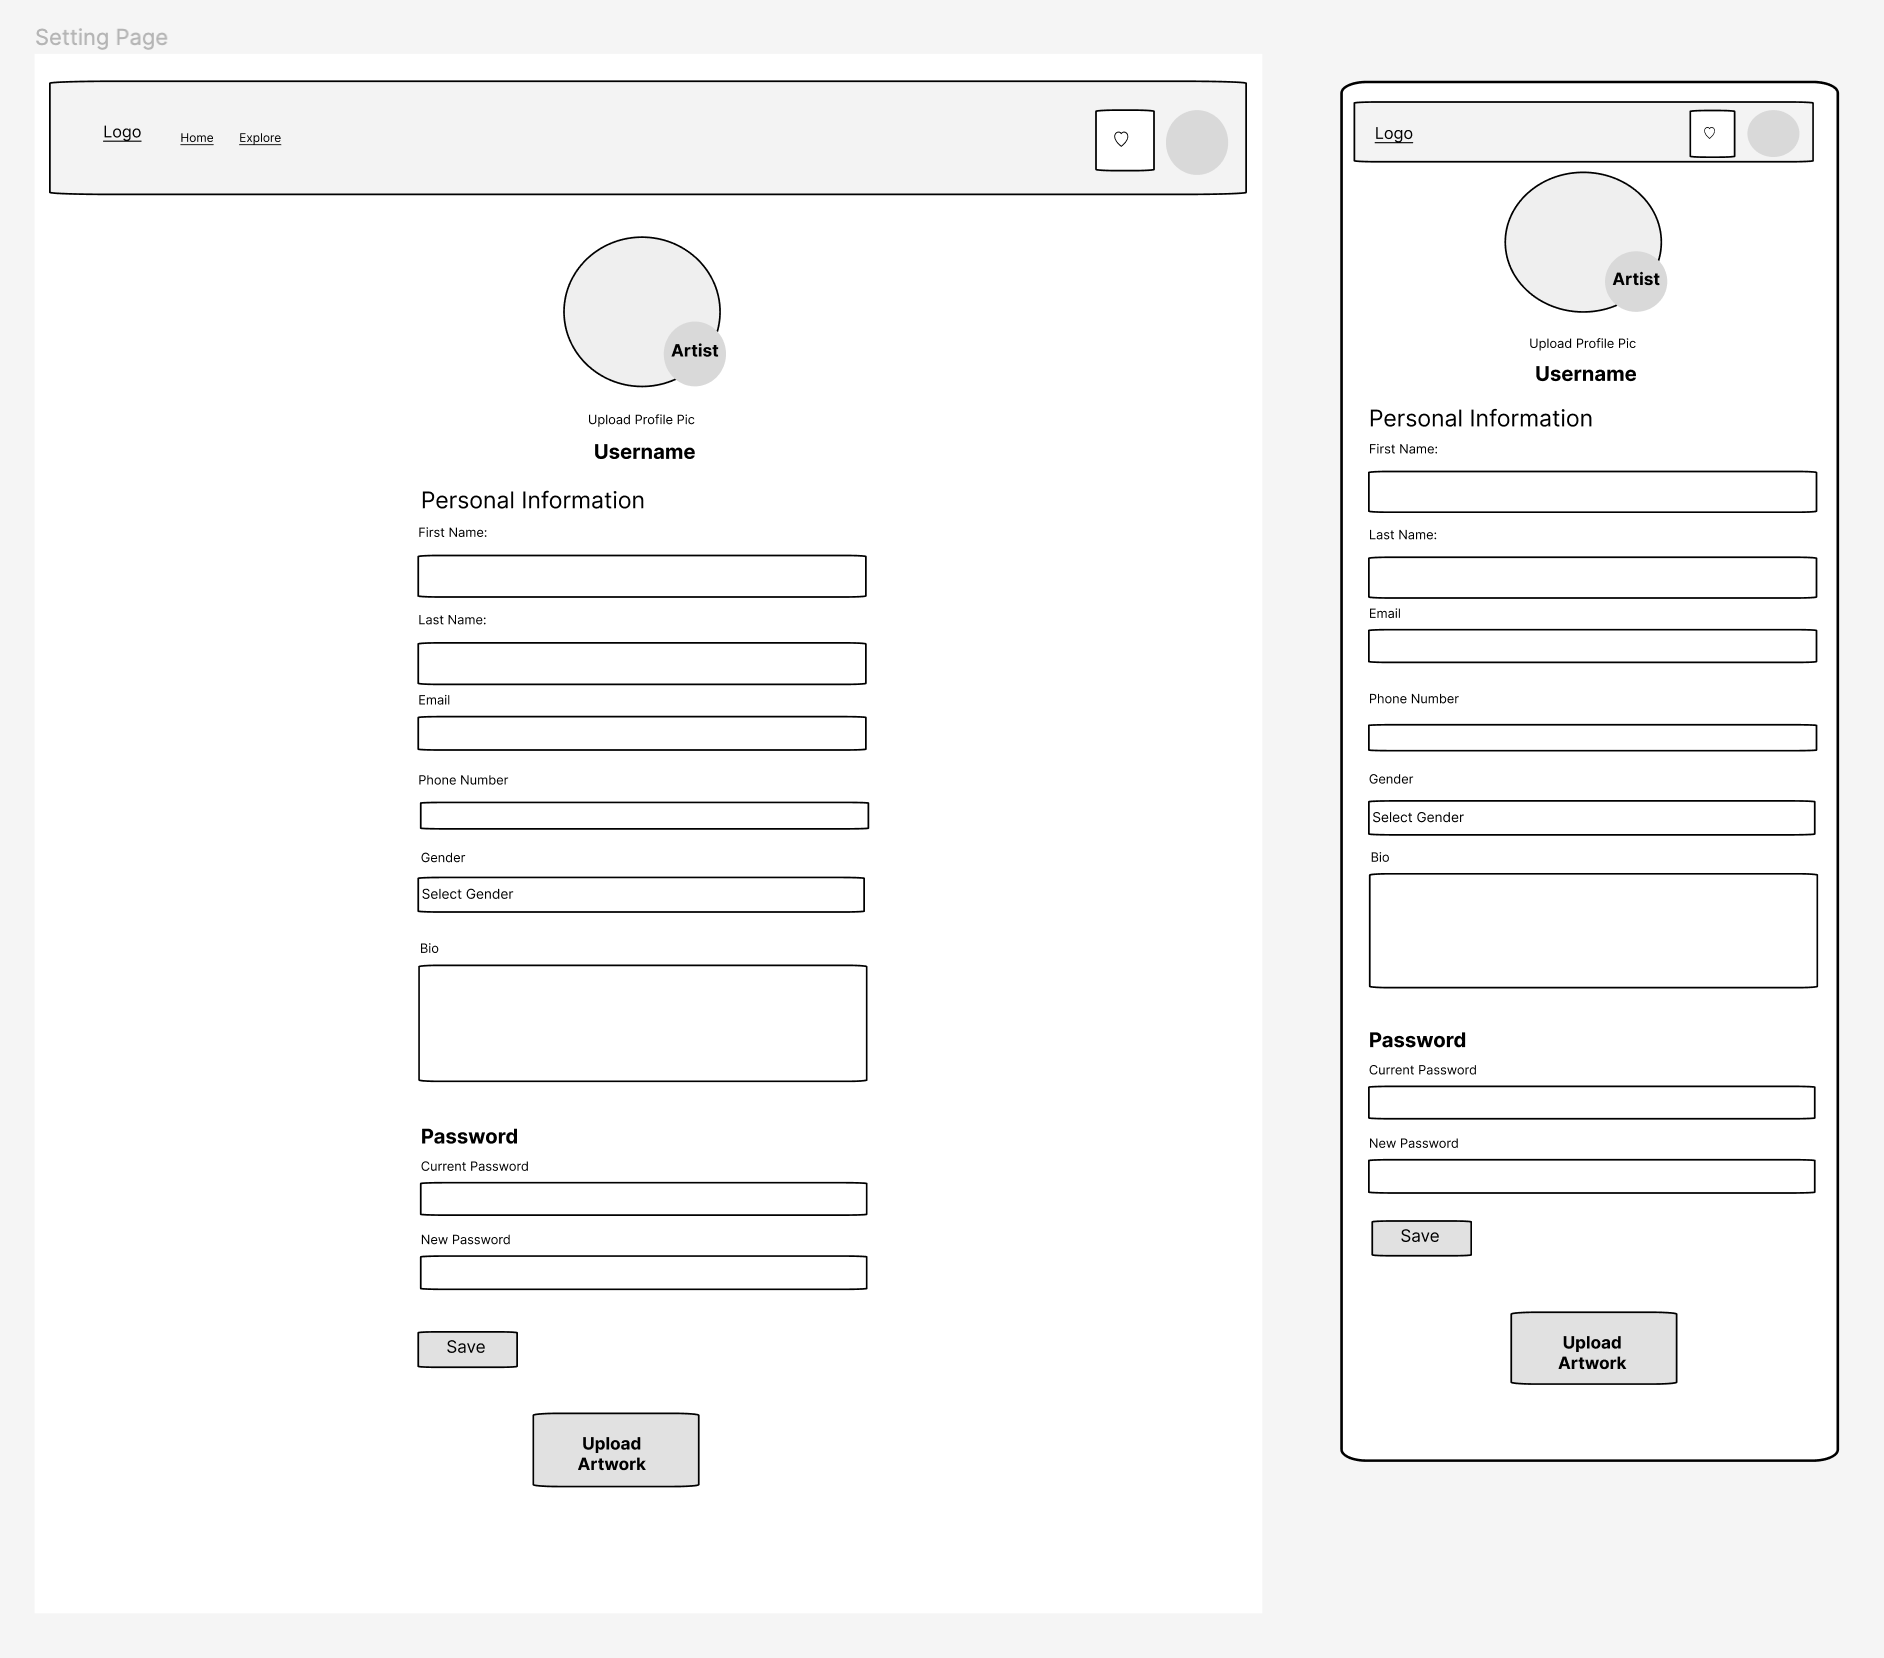 Setting Page
Logo
Home
Explore
Artist
Upload Profile Pic
Username
Personal Information
First Name:
Last Name:
Email
Phone Number
Gender
Select Gender
Bio
Password
Current Password
New Password
Save
Upload
Artwork
Logo
Artist
Upload Profile Pic
Username
Personal Information
First Name:
Last Name:
Email
Phone Number
Gender
Select Gender
Bio
Password
Current Password
New Password
Save
Upload
Artwork